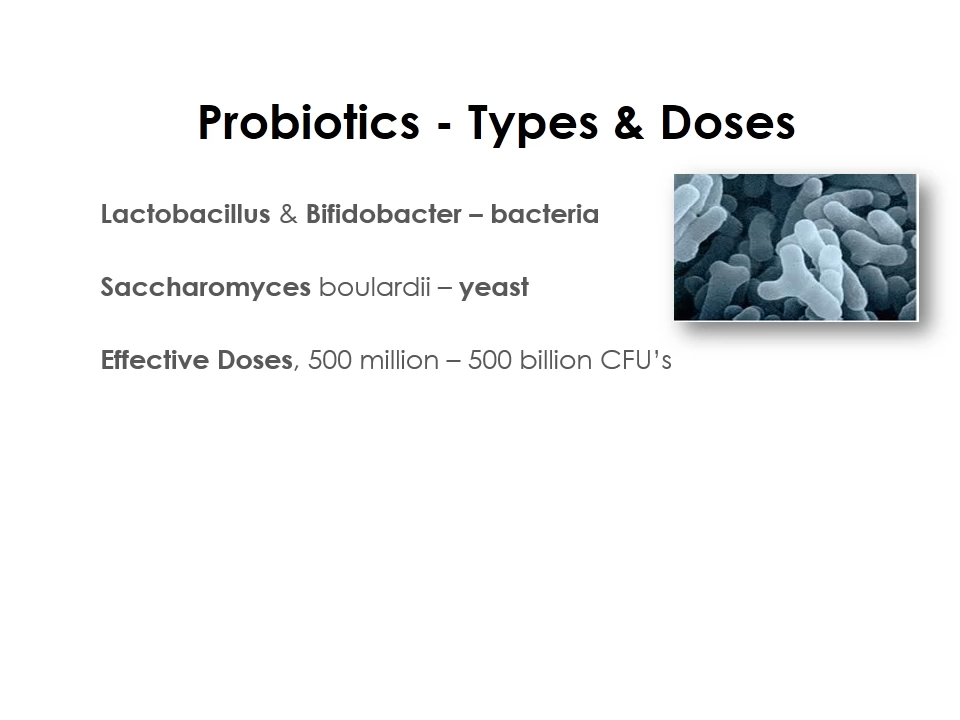 Probiotics - Types & Doses
Lactobacillus & Bifidobacter – bacteria
Saccharomyces boulardii – yeast
Effective Doses, 500 million – 500 billion CFU’s